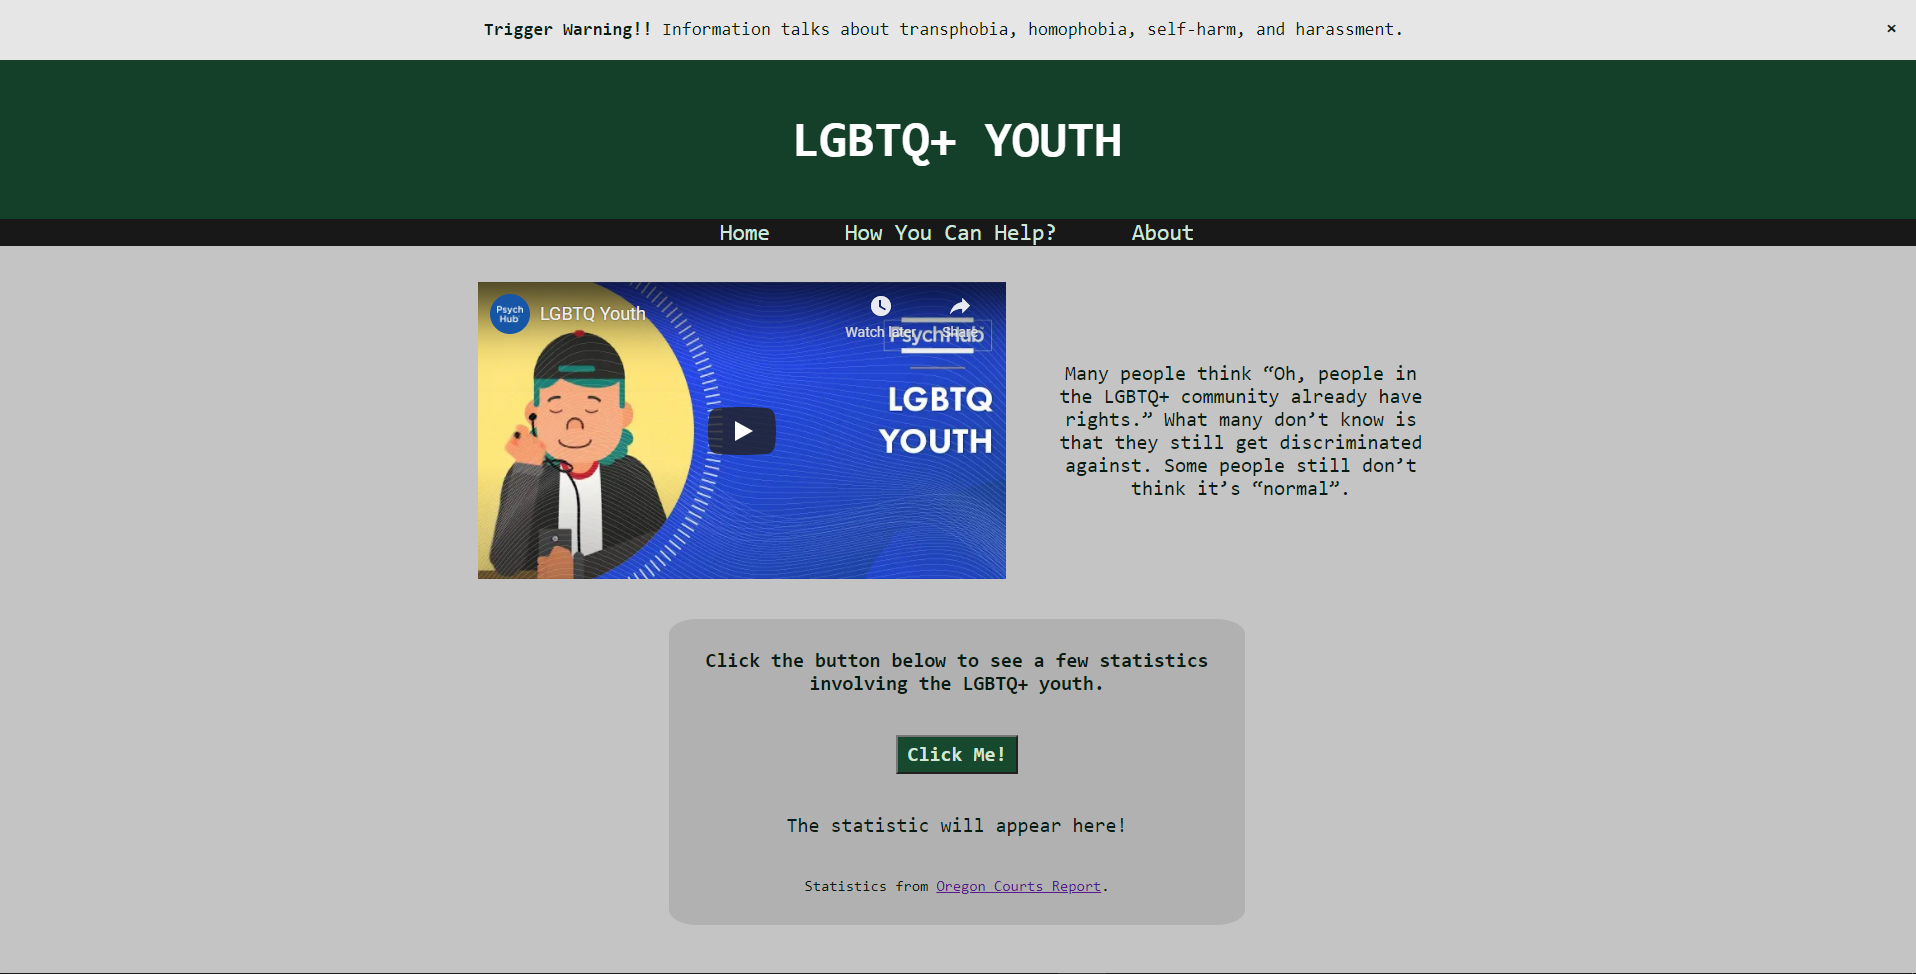 Trigger Warning!! Information talks about transphobia, homophobia, self-harm, and harassment.
×
LGBTQ+ YOUTH
Home How You Can Help? About
Psych
Hub
LGBTQ Youth
Watch later Share
PsychHub
LGBTQ
YOUTH
Many people think “Oh, people in
the LGBTQ+ community already have
rights.” What many don’t know is
that they still get discriminated
against. Some people still don’t
think it’s “normal”.
Click the button below to see a few statistics
involving the LGBTQ+ youth.
Click Me!
The statistic will appear here!
Statistics from Oregon Courts Report.